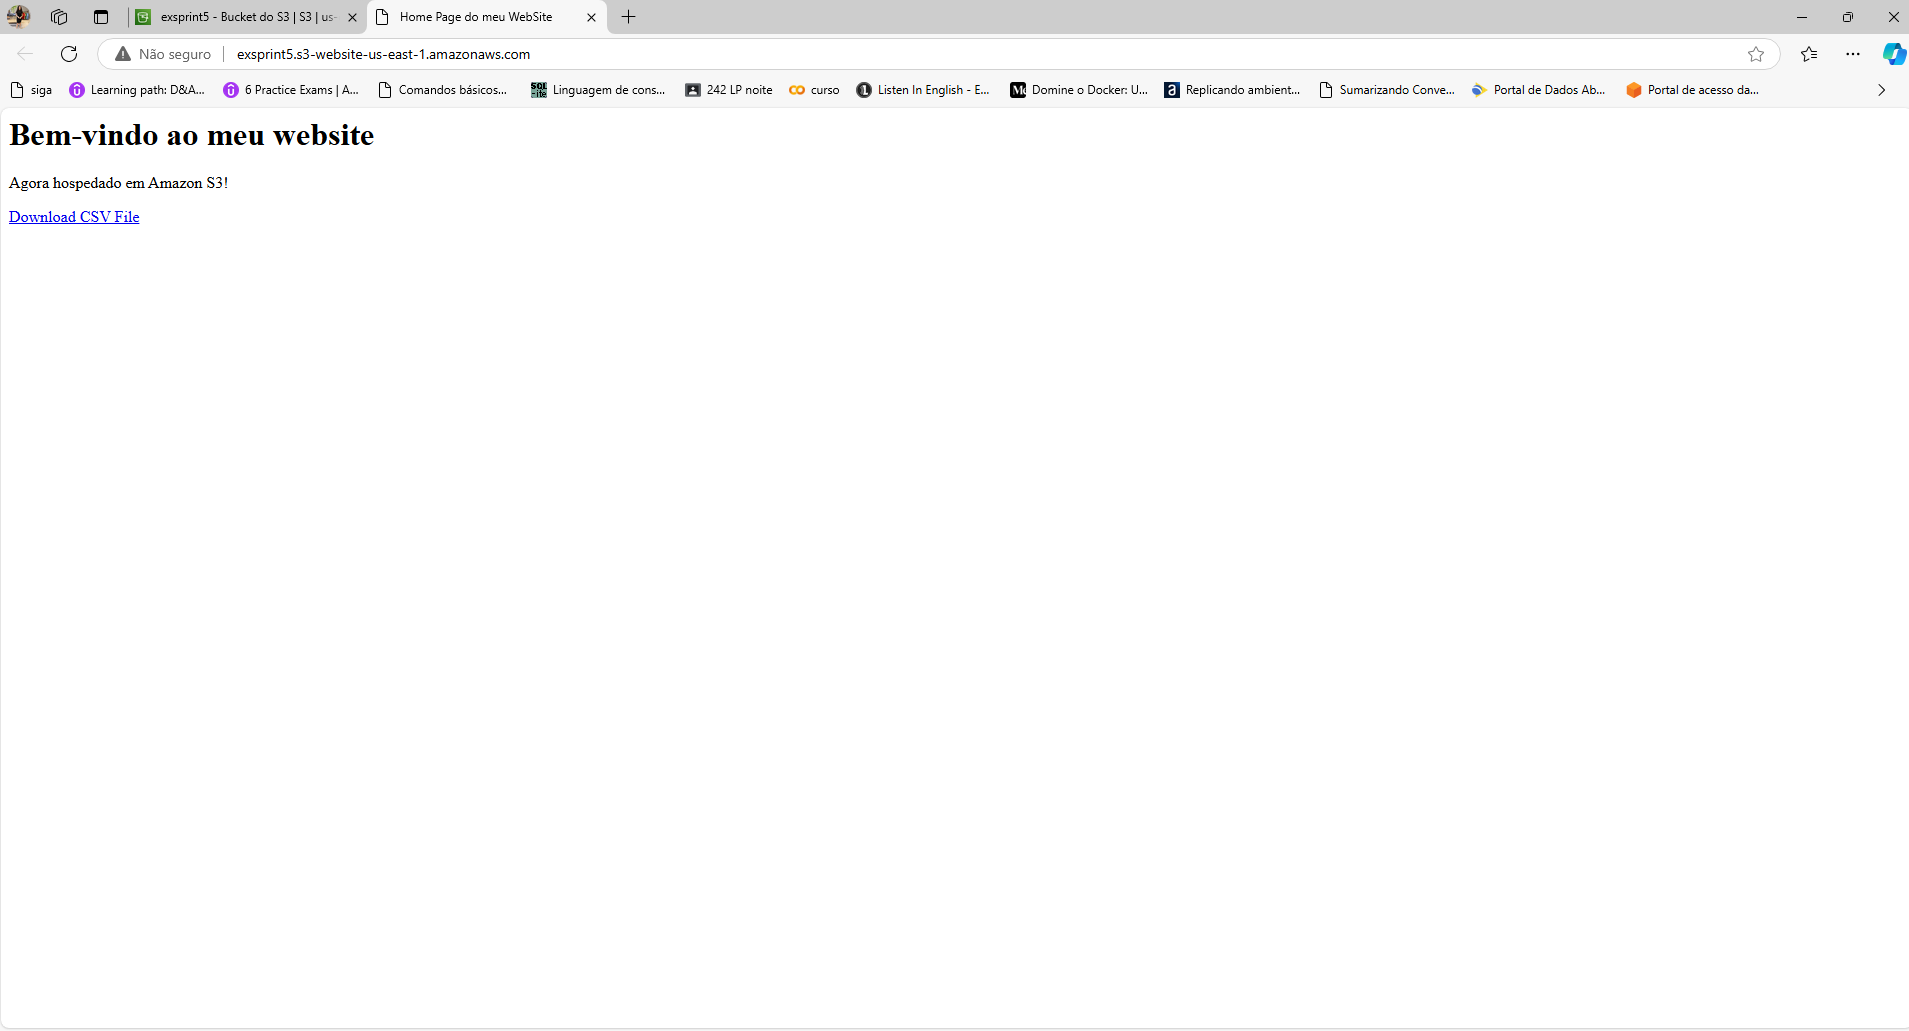 exsprint5 - Bucket do S3 | S3 | us-
Home Page do meu WebSite
Não seguro
exsprint5.s3-website-us-east-1.amazonaws.com
siga
Learning path: D&A...
6 Practice Exams | A...
Comandos básicos...
Linguagem de cons...
242 LP noite
curso
Listen In English - E...
Domine o Docker: U...
Replicando ambient...
Sumarizando Conve...
Portal de Dados Ab...
Portal de acesso da...
Bem-vindo ao meu website
Agora hospedado em Amazon S3!
Download CSV File